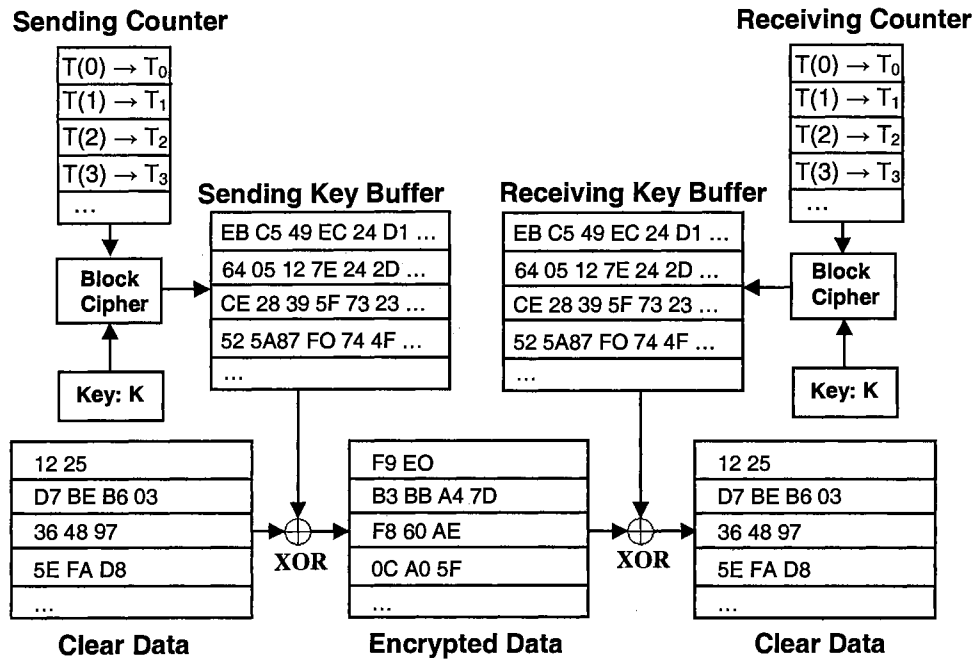 Sending Counter
T(0) → T₀
T(1) → T₁
T(2) → T₂
T(3) → T₃
...
Block
Cipher
Key: K
Sending Key Buffer
EB C5 49 EC 24 D1 ...
64 05 12 7E 24 2D ...
CE 28 39 5F 73 23 ...
52 5A87 FO 74 4F ...
...
Receiving Key Buffer
EB C5 49 EC 24 D1 ...
64 05 12 7E 24 2D ...
CE 28 39 5F 73 23 ...
52 5A87 FO 74 4F ...
...
Receiving Counter
T(0) → T₀
T(1) → T₁
T(2) → T₂
T(3) → T₃
...
Block
Cipher
Key: K
12 25
D7 BE B6 03
36 48 97
5E FA D8
...
Clear Data
XOR
F9 EO
B3 BB A4 7D
F8 60 AE
0C A0 5F
...
Encrypted Data
XOR
12 25
D7 BE B6 03
36 48 97
5E FA D8
...
Clear Data